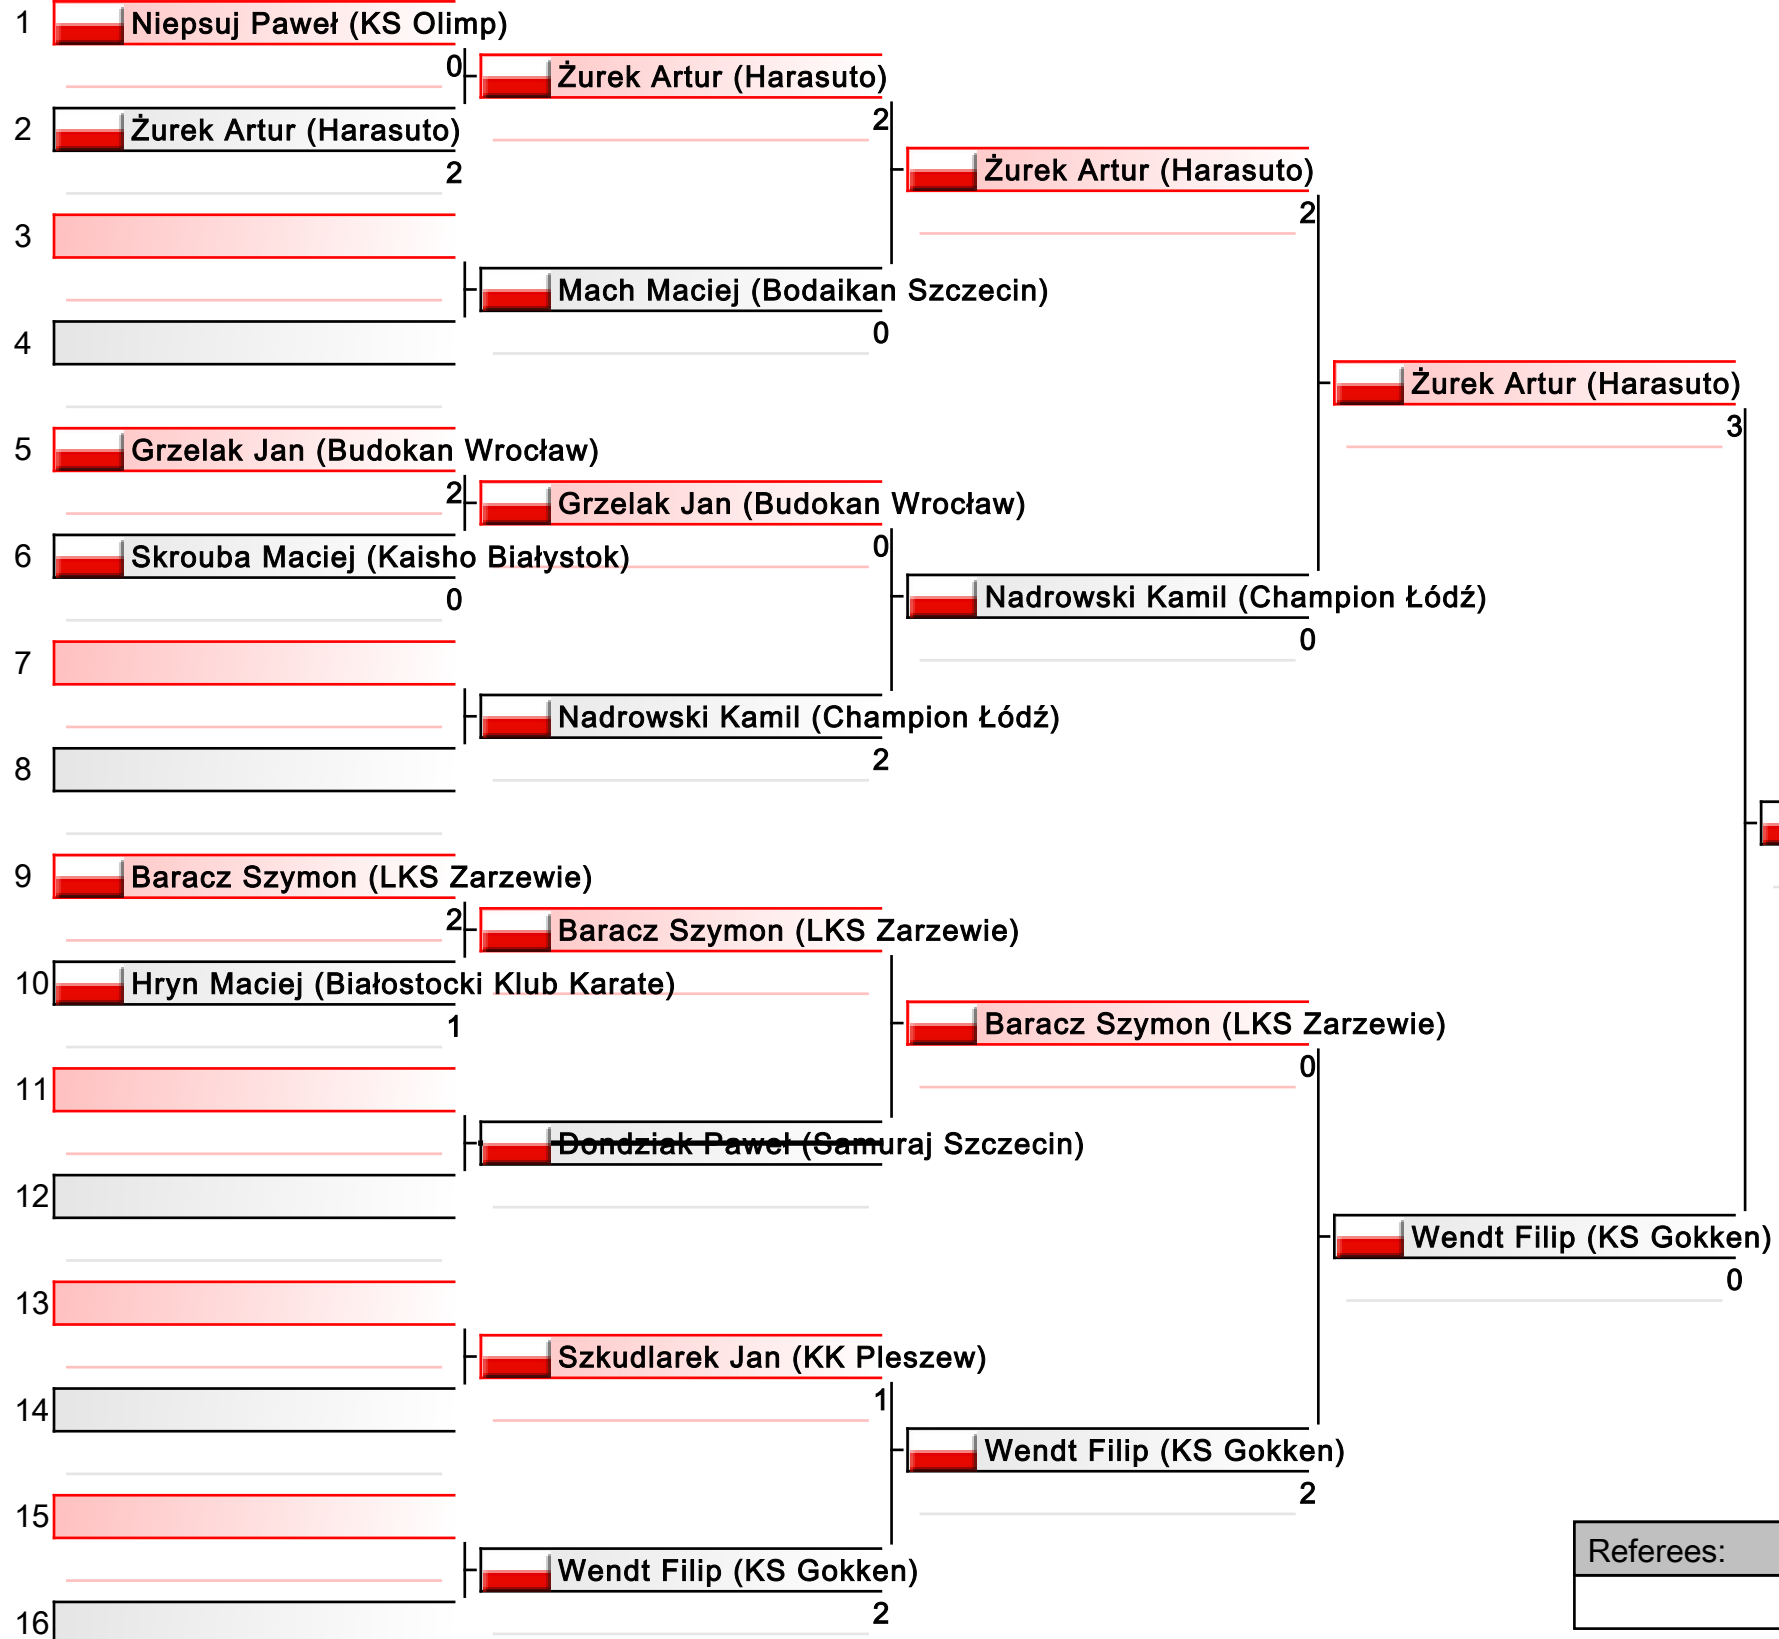 1 Niepsuj Paweł (KS Olimp)
0
Żurek Artur (Harasuto)
2
2 Żurek Artur (Harasuto)
2
Żurek Artur (Harasuto)
2
3
Mach Maciej (Bodaikan Szczecin)
0
4
Żurek Artur (Harasuto)
3
5 Grzelak Jan (Budokan Wrocław)
2
Grzelak Jan (Budokan Wrocław)
0
6 Skrouba Maciej (Kaisho Białystok)
0
Nadrowski Kamil (Champion Łódź)
0
7
Nadrowski Kamil (Champion Łódź)
2
8
9 Baracz Szymon (LKS Zarzewie)
2
Baracz Szymon (LKS Zarzewie)
10 Hryn Maciej (Białostocki Klub Karate)
1
Baracz Szymon (LKS Zarzewie)
0
11
Dondziak Paweł (Samuraj Szczecin)
12
Wendt Filip (KS Gokken)
0
13
Szkudlarek Jan (KK Pleszew)
1
14
Wendt Filip (KS Gokken)
2
15
Wendt Filip (KS Gokken)
2
16
Referees: